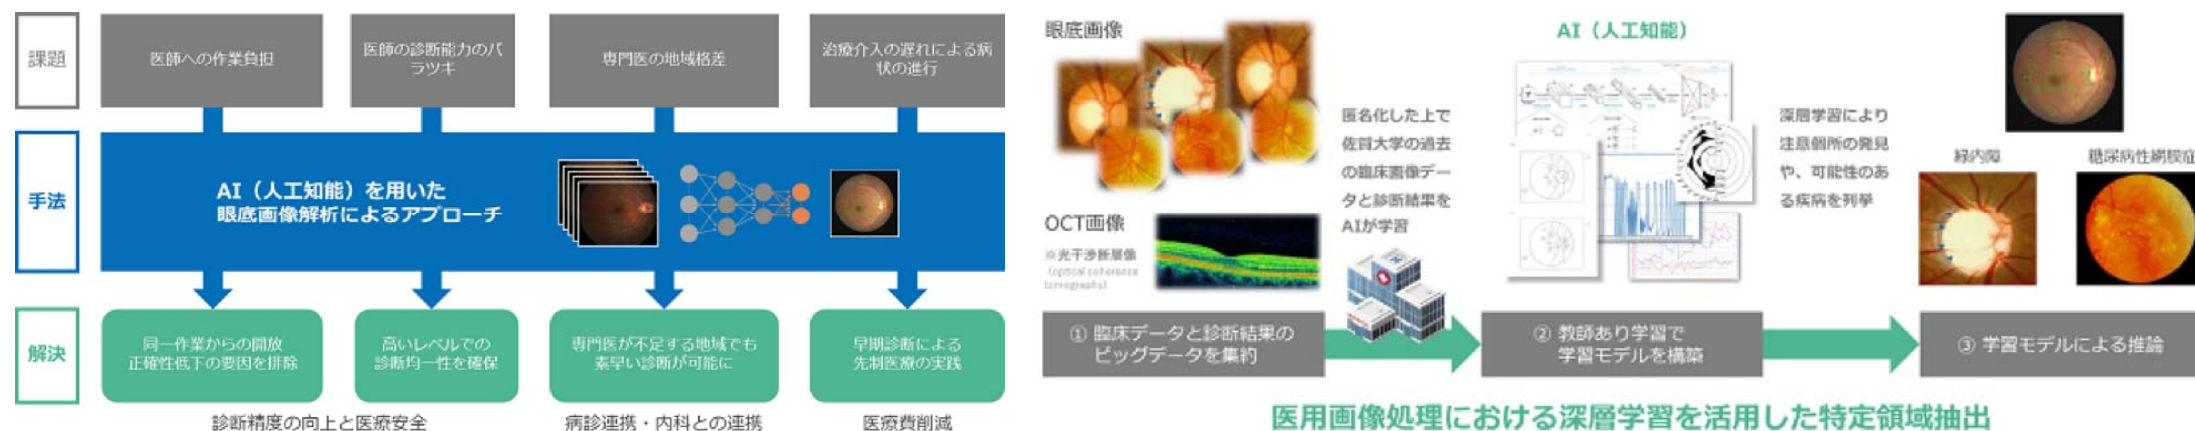 課題
医師への作業負担
医師の診断能力のバ
ラツキ
専門医の地域格差
治療介入の遅れによる病
状の進行
手法
AI（人工知能）を用いた
眼底画像解析によるアプローチ
解決
同一作業からの開放
正確性低下の要因を排除
高いレベルでの
診断均一性を確保
専門医が不足する地域でも
素早い診断が可能に
早期診断による
先制医療の実践
診断精度の向上と医療安全
病診連携・内科との連携
医療費削減
眼底画像
OCT画像
※光干渉断層像
(optical coherence
tomography)
匿名化した上で
佐賀大学の過去
の臨床画像デー
タと診断結果を
AIが学習
AI（人工知能）
深層学習により
注意個所の発見
や、可能性のあ
る疾病を列挙
緑内障
糖尿病性網膜症
① 臨床データと診断結果の
ビッグデータを集約
② 教師あり学習で
学習モデルを構築
③ 学習モデルによる推論
医用画像処理における深層学習を活用した特定領域抽出